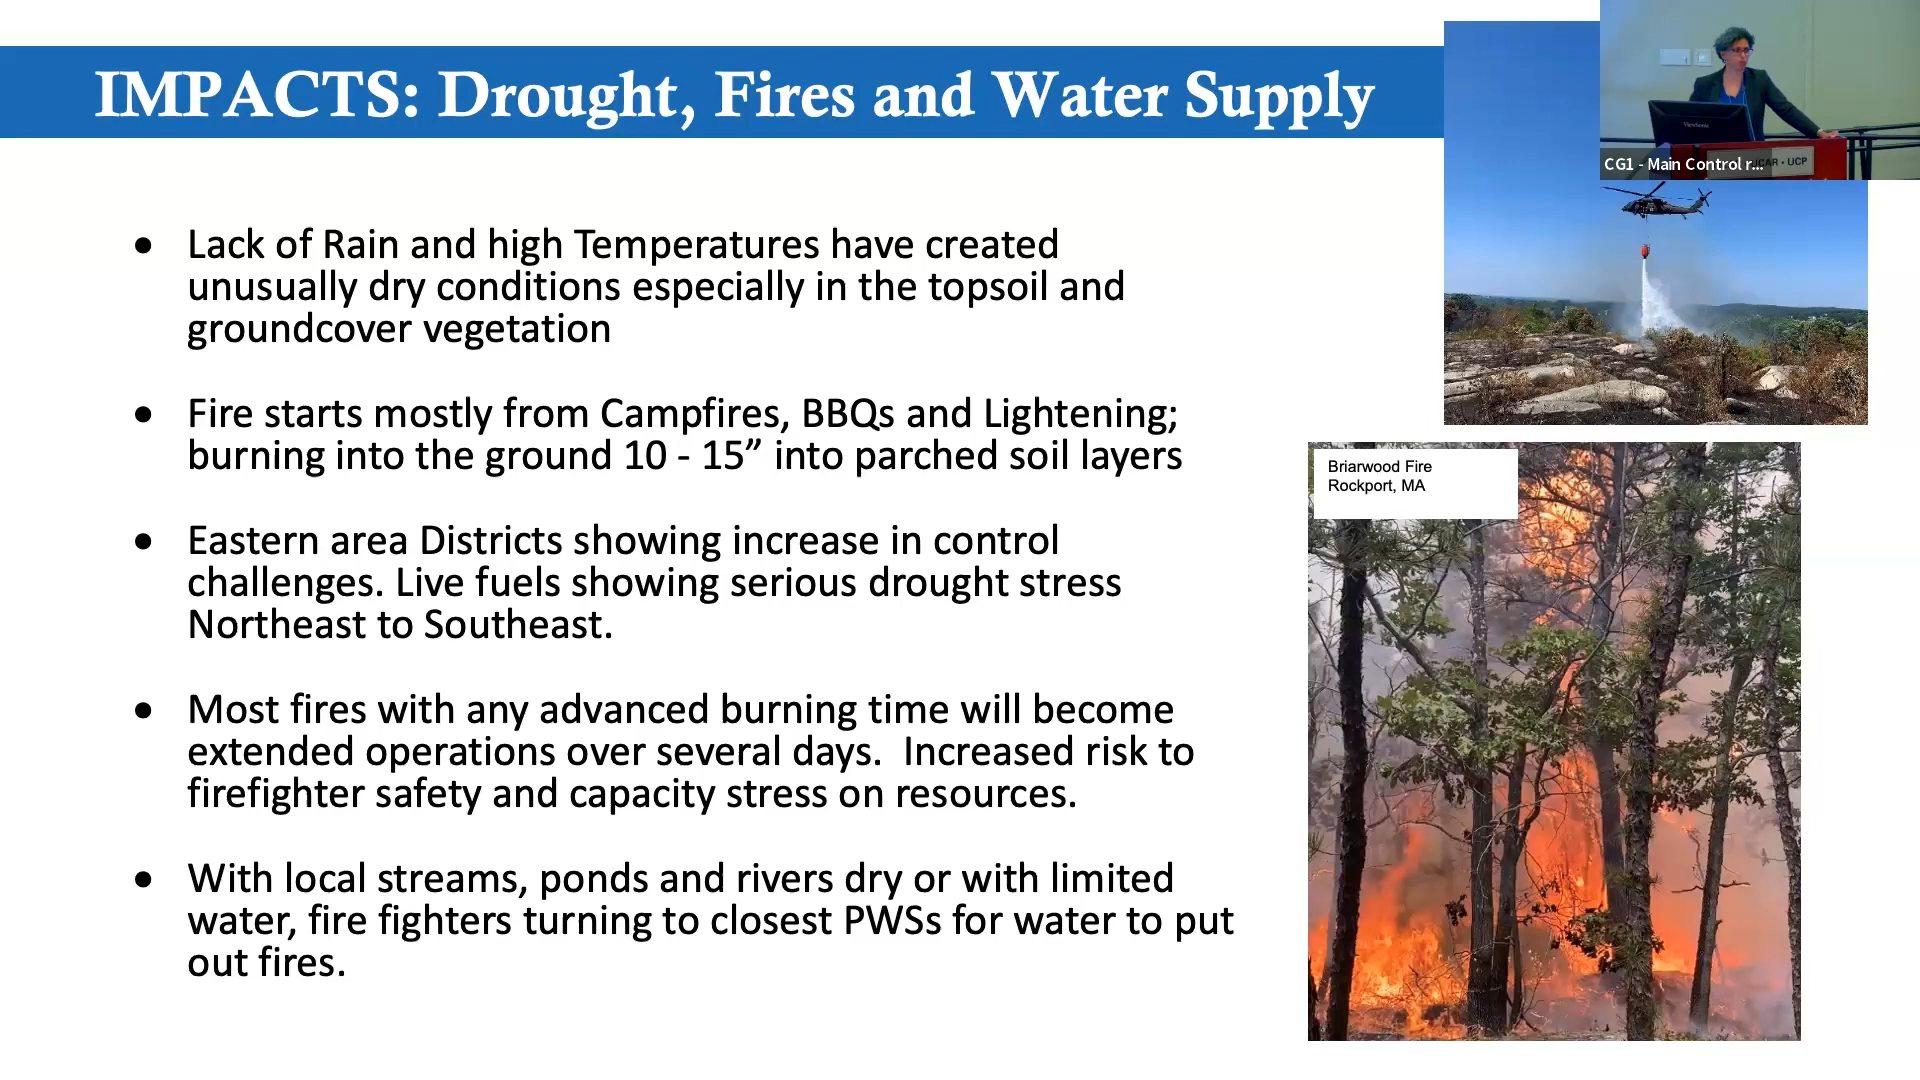 IMPACTS: Drought, Fires and Water Supply
● Lack of Rain and high Temperatures have created
unusually dry conditions especially in the topsoil and
groundcover vegetation
● Fire starts mostly from Campfires, BBQs and Lightening;
burning into the ground 10 - 15” into parched soil layers
● Eastern area Districts showing increase in control
challenges. Live fuels showing serious drought stress
Northeast to Southeast.
● Most fires with any advanced burning time will become
extended operations over several days.  Increased risk to
firefighter safety and capacity stress on resources.
● With local streams, ponds and rivers dry or with limited
water, fire fighters turning to closest PWSs for water to put
out fires.
CG1 - Main Control r...
UCAR • UCP
Briarwood Fire
Rockport, MA